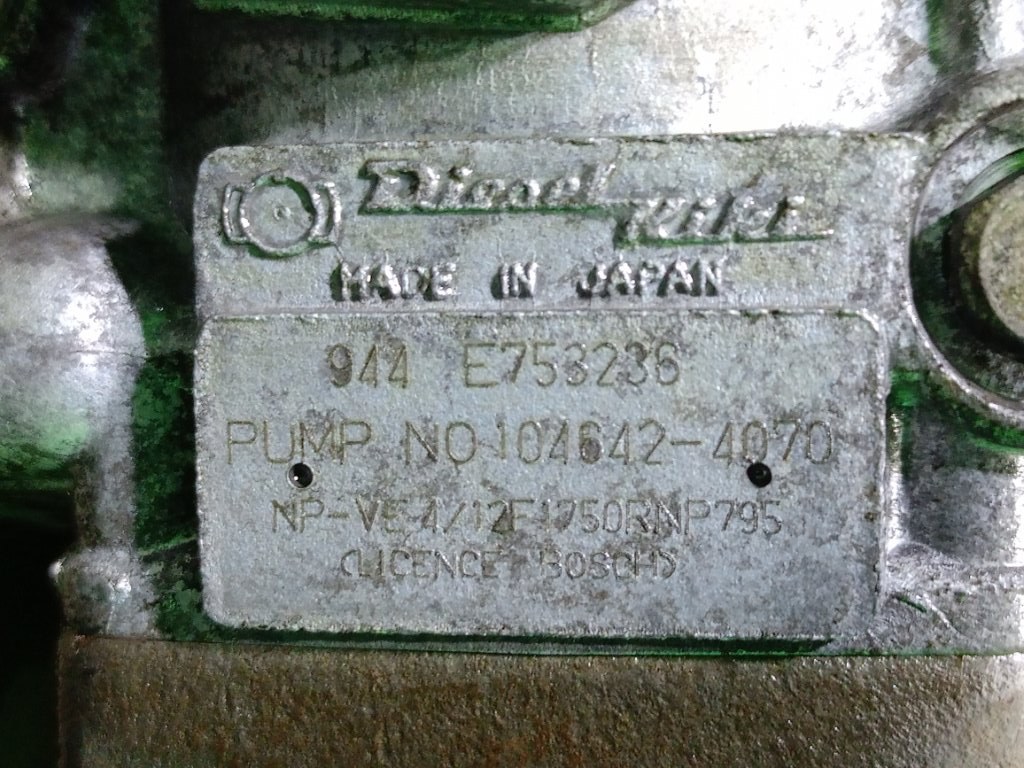 Diesel
KiKi
MADE IN JAPAN
944 E753236
PUMP NO 104642-4070
NP-VE4/12F1750RNP795
(LICENCE BOSCH)